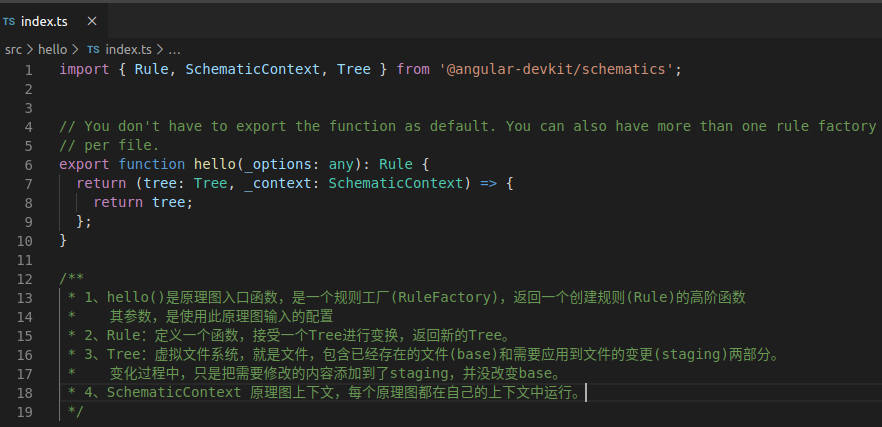 TS index.ts ×
src > hello > TS index.ts > ...
1 import { Rule, SchematicContext, Tree } from '@angular-devkit/schematics';
2
3
4 // You don't have to export the function as default. You can also have more than one rule factory
5 // per file.
6 export function hello(_options: any): Rule {
7 return (tree: Tree, _context: SchematicContext) => {
8 return tree;
9 };
10 }
11
12 /**
13 * 1、hello()是原理图入口函数，是一个规则工厂(RuleFactory)，返回一个创建规则(Rule)的高阶函数
14 * 其参数，是使用此原理图输入的配置
15 * 2、Rule：定义一个函数，接受一个Tree进行变换，返回新的Tree。
16 * 3、Tree：虚拟文件系统，就是文件，包含已经存在的文件(base)和需要应用到文件的变更(staging)两部分。
17 * 变化过程中，只是把需要修改的内容添加到了staging，并没改变base。
18 * 4、SchematicContext 原理图上下文，每个原理图都在自己的上下文中运行。
19 */